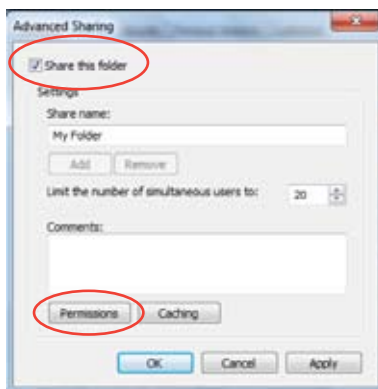 Advanced Sharing
Share this folder
Settings
Share name:
My Folder
Add Remove
Limit the number of simultaneous users to: 20
Comments:
Permissions Caching
OK Cancel Apply